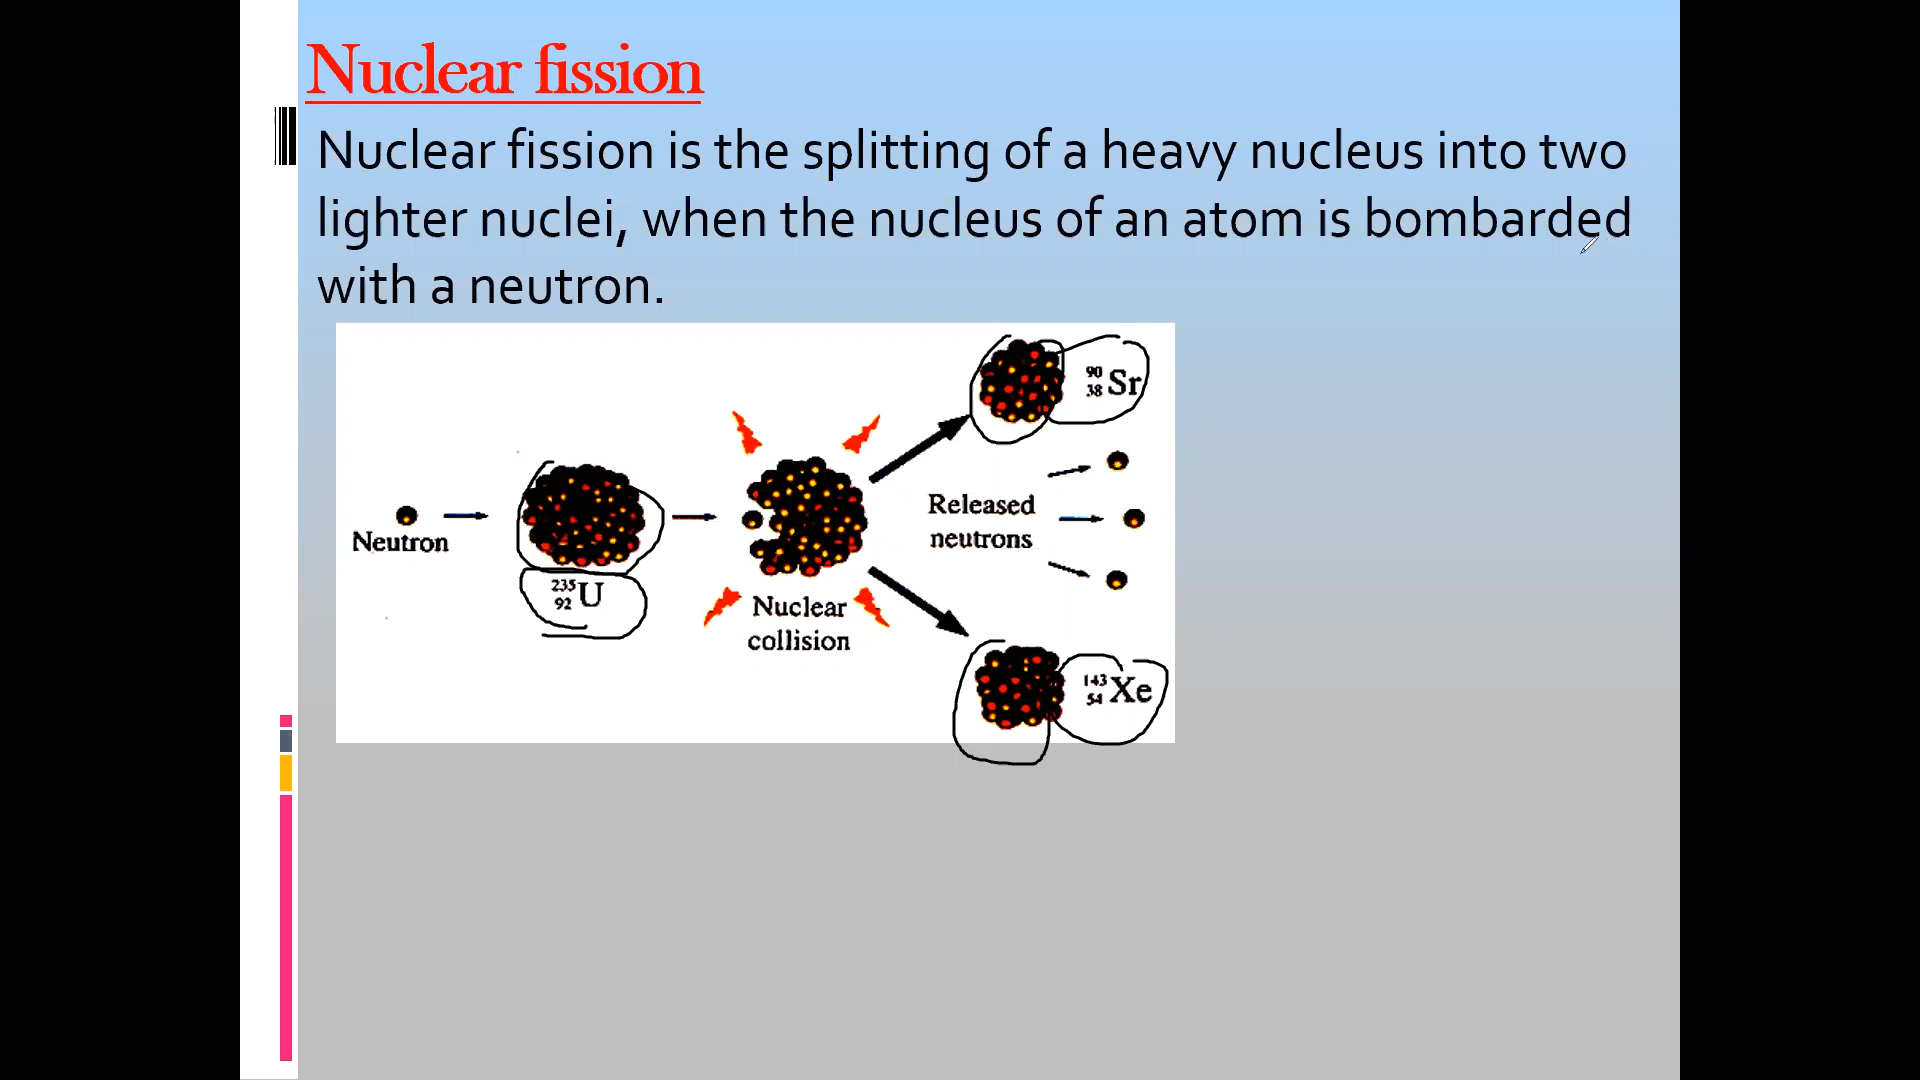 Nuclear fission
Nuclear fission is the splitting of a heavy nucleus into two
lighter nuclei, when the nucleus of an atom is bombarded
with a neutron.
90
38 Sr
Released
neutrons
Neutron
235
92 U
Nuclear
collision
143
54 Xe